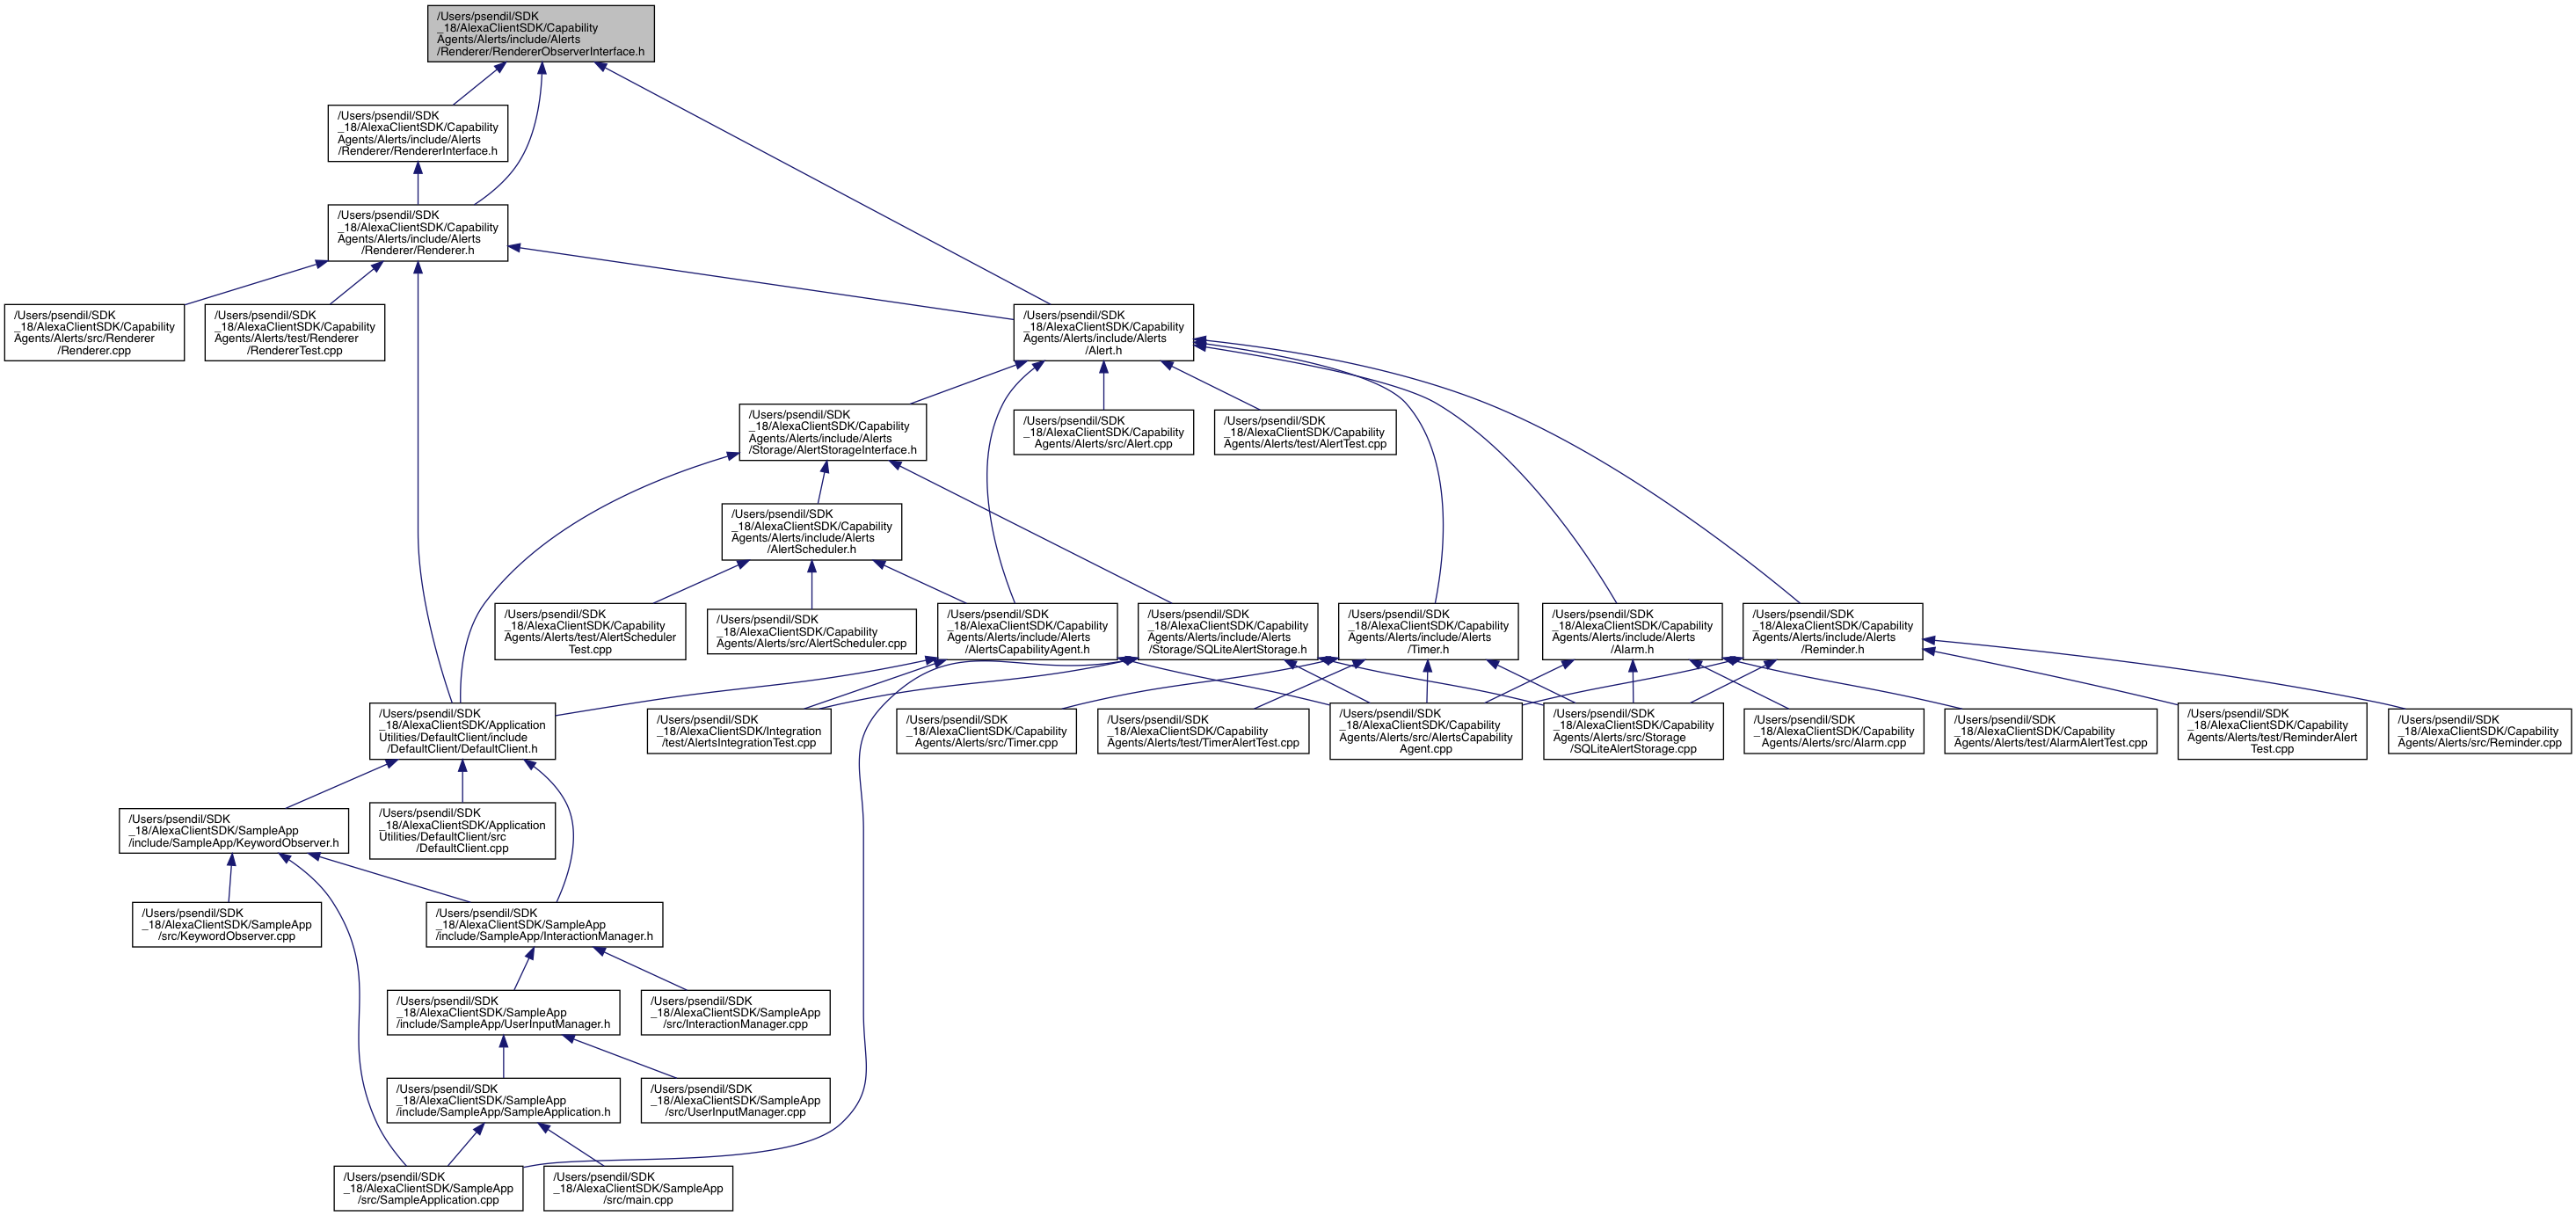 /Users/psendil/SDK
_18/AlexaClientSDK/Capability
Agents/Alerts/include/Alerts
/Renderer/RendererObserverInterface.h
/Users/psendil/SDK
_18/AlexaClientSDK/Capability
Agents/Alerts/include/Alerts
/Renderer/RendererInterface.h
/Users/psendil/SDK
_18/AlexaClientSDK/Capability
Agents/Alerts/include/Alerts
/Renderer/Renderer.h
/Users/psendil/SDK
_18/AlexaClientSDK/Capability
Agents/Alerts/src/Renderer
/Renderer.cpp
/Users/psendil/SDK
_18/AlexaClientSDK/Capability
Agents/Alerts/test/Renderer
/RendererTest.cpp
/Users/psendil/SDK
_18/AlexaClientSDK/Capability
Agents/Alerts/include/Alerts
/Alert.h
/Users/psendil/SDK
_18/AlexaClientSDK/Capability
Agents/Alerts/include/Alerts
/Storage/AlertStorageInterface.h
/Users/psendil/SDK
_18/AlexaClientSDK/Capability
Agents/Alerts/src/Alert.cpp
/Users/psendil/SDK
_18/AlexaClientSDK/Capability
Agents/Alerts/test/AlertTest.cpp
/Users/psendil/SDK
_18/AlexaClientSDK/Capability
Agents/Alerts/include/Alerts
/AlertScheduler.h
/Users/psendil/SDK
_18/AlexaClientSDK/Capability
Agents/Alerts/test/AlertScheduler
Test.cpp
/Users/psendil/SDK
_18/AlexaClientSDK/Capability
Agents/Alerts/src/AlertScheduler.cpp
/Users/psendil/SDK
_18/AlexaClientSDK/Capability
Agents/Alerts/include/Alerts
/AlertsCapabilityAgent.h
/Users/psendil/SDK
_18/AlexaClientSDK/Capability
Agents/Alerts/include/Alerts
/Storage/SQLiteAlertStorage.h
/Users/psendil/SDK
_18/AlexaClientSDK/Capability
Agents/Alerts/include/Alerts
/Timer.h
/Users/psendil/SDK
_18/AlexaClientSDK/Capability
Agents/Alerts/include/Alerts
/Alarm.h
/Users/psendil/SDK
_18/AlexaClientSDK/Capability
Agents/Alerts/include/Alerts
/Reminder.h
/Users/psendil/SDK
_18/AlexaClientSDK/Application
Utilities/DefaultClient/include
/DefaultClient/DefaultClient.h
/Users/psendil/SDK
_18/AlexaClientSDK/Integration
/test/AlertsIntegrationTest.cpp
/Users/psendil/SDK
_18/AlexaClientSDK/Capability
Agents/Alerts/src/Timer.cpp
/Users/psendil/SDK
_18/AlexaClientSDK/Capability
Agents/Alerts/test/TimerAlertTest.cpp
/Users/psendil/SDK
_18/AlexaClientSDK/Capability
Agents/Alerts/src/AlertsCapability
Agent.cpp
/Users/psendil/SDK
_18/AlexaClientSDK/Capability
Agents/Alerts/src/Storage
/SQLiteAlertStorage.cpp
/Users/psendil/SDK
_18/AlexaClientSDK/Capability
Agents/Alerts/src/Alarm.cpp
/Users/psendil/SDK
_18/AlexaClientSDK/Capability
Agents/Alerts/test/AlarmAlertTest.cpp
/Users/psendil/SDK
_18/AlexaClientSDK/Capability
Agents/Alerts/test/ReminderAlert
Test.cpp
/Users/psendil/SDK
_18/AlexaClientSDK/Capability
Agents/Alerts/src/Reminder.cpp
/Users/psendil/SDK
_18/AlexaClientSDK/SampleApp
/include/SampleApp/KeywordObserver.h
/Users/psendil/SDK
_18/AlexaClientSDK/Application
Utilities/DefaultClient/src
/DefaultClient.cpp
/Users/psendil/SDK
_18/AlexaClientSDK/SampleApp
/src/KeywordObserver.cpp
/Users/psendil/SDK
_18/AlexaClientSDK/SampleApp
/include/SampleApp/InteractionManager.h
/Users/psendil/SDK
_18/AlexaClientSDK/SampleApp
/include/SampleApp/UserInputManager.h
/Users/psendil/SDK
_18/AlexaClientSDK/SampleApp
/src/InteractionManager.cpp
/Users/psendil/SDK
_18/AlexaClientSDK/SampleApp
/include/SampleApp/SampleApplication.h
/Users/psendil/SDK
_18/AlexaClientSDK/SampleApp
/src/UserInputManager.cpp
/Users/psendil/SDK
_18/AlexaClientSDK/SampleApp
/src/SampleApplication.cpp
/Users/psendil/SDK
_18/AlexaClientSDK/SampleApp
/src/main.cpp